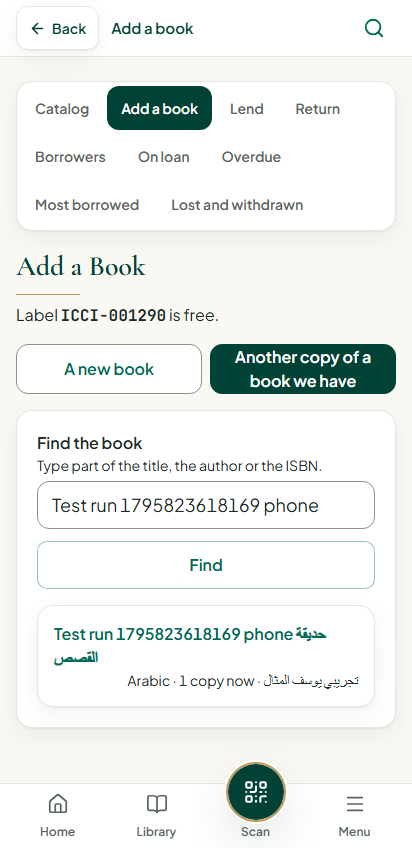 Back
Add a book
Catalog
Add a book
Lend
Return
Borrowers
On loan
Overdue
Most borrowed
Lost and withdrawn
Add a Book
Label ICCI-001290 is free.
A new book
Another copy of a
book we have
Find the book
Type part of the title, the author or the ISBN.
Test run 1795823618169 phone
Find
Test run 1795823618169 phone حديقة
القصص
تجريبي يوسف المثال · Arabic · 1 copy now
Home
Library
Scan
Menu